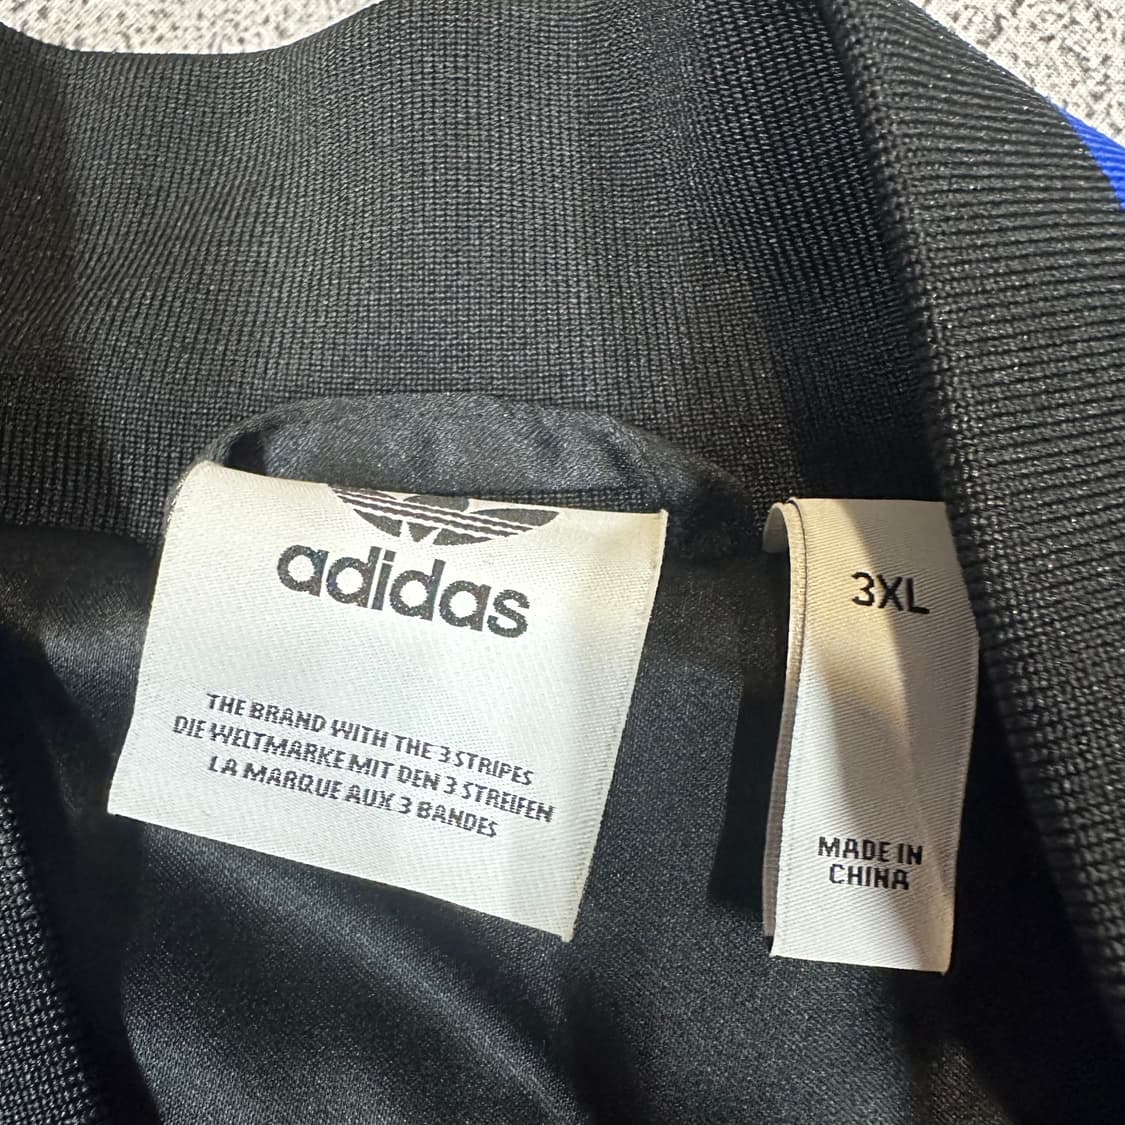 adidas
THE BRAND WITH THE 3 STRIPES
DIE WELTMARKE MIT DEN 3 STREIFEN
LA MARQUE AUX 3 BANDES
3XL
MADE IN
CHINA